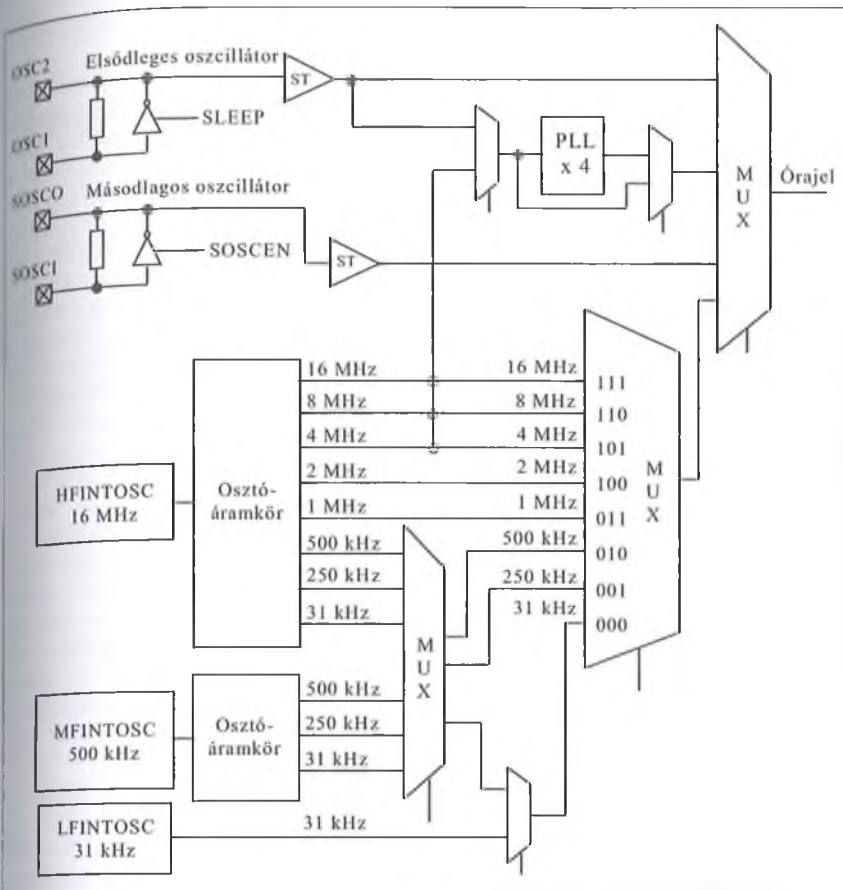 OSC2
Elsődleges oszcillátor
ST
SLEEP
OSC1
PLL
x 4
M
U
X
Órajel
SOSCO
Másodlagos oszcillátor
SOSCEN
ST
SOSCI
16 MHz
8 MHz
4 MHz
2 MHz
1 MHz
500 kHz
250 kHz
31 kHz
HFINTOSC
16 MHz
Osztó-
áramkör
16 MHz
8 MHz
4 MHz
2 MHz
1 MHz
500 kHz
250 kHz
31 kHz
111
110
101
100
011
010
001
000
M
U
X
M
U
X
MFINTOSC
500 kHz
Osztó-
áramkör
500 kHz
250 kHz
31 kHz
LFINTOSC
31 kHz
31 kHz